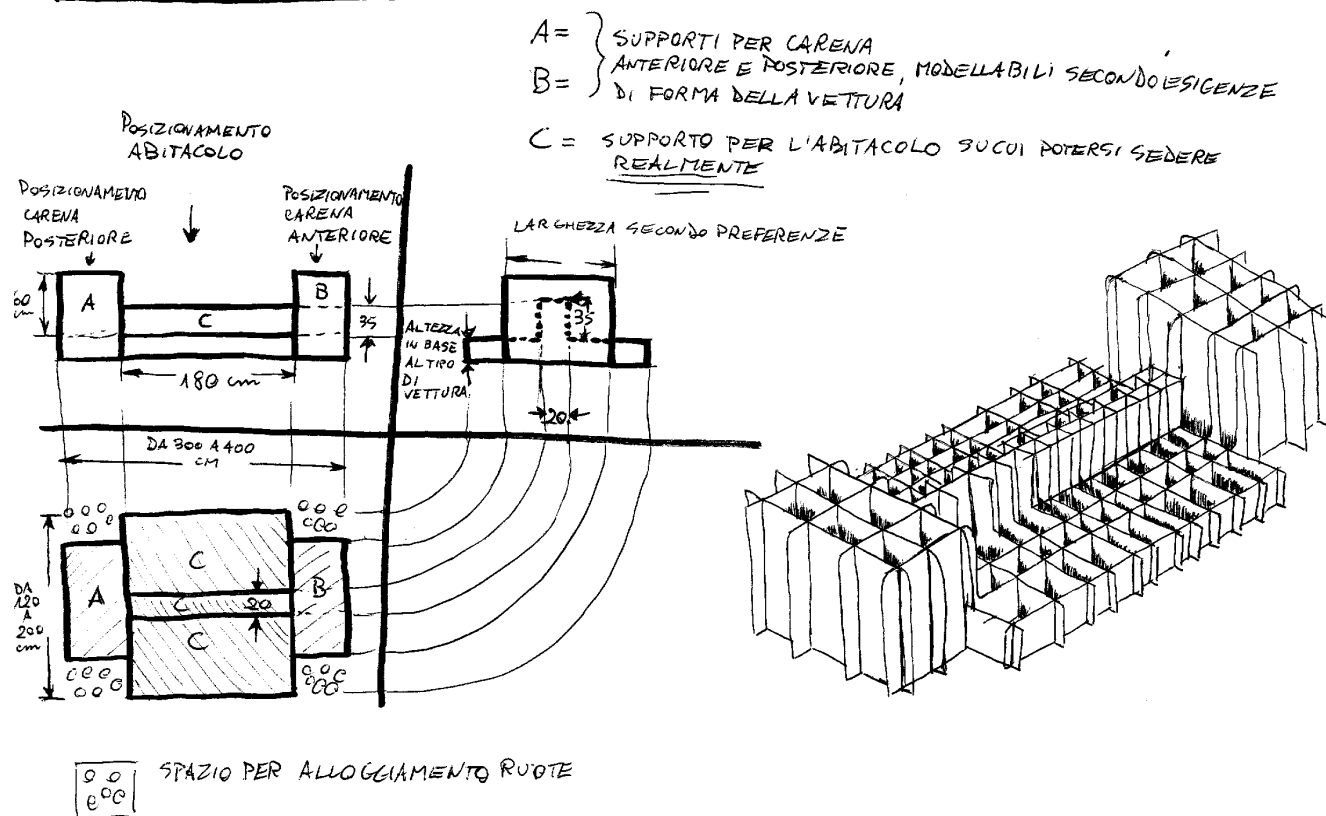 A =
B =
SUPPORTI PER CARENA
ANTERIORE E POSTERIORE, MODELLABILI SECONDO ESIGENZE
DI FORMA DELLA VETTURA
C = SUPPORTO PER L'ABITACOLO SU CUI POTERSI SEDERE
REALMENTE
POSIZIONAMENTO
ABITACOLO
POSIZIONAMENTO
CARENA
POSTERIORE
POSIZIONAMENTO
CARENA
ANTERIORE
LARGHEZZA SECONDO PREFERENZE
A
B
C
60
cm
35
180 cm
ALTEZZA
IN BASE
AL TIPO
DI
VETTURA
35
20
DA 300 A 400
CM
DA
120
A
200
cm
A
C
C
20
B
C
SPAZIO PER ALLOGGIAMENTO RUOTE